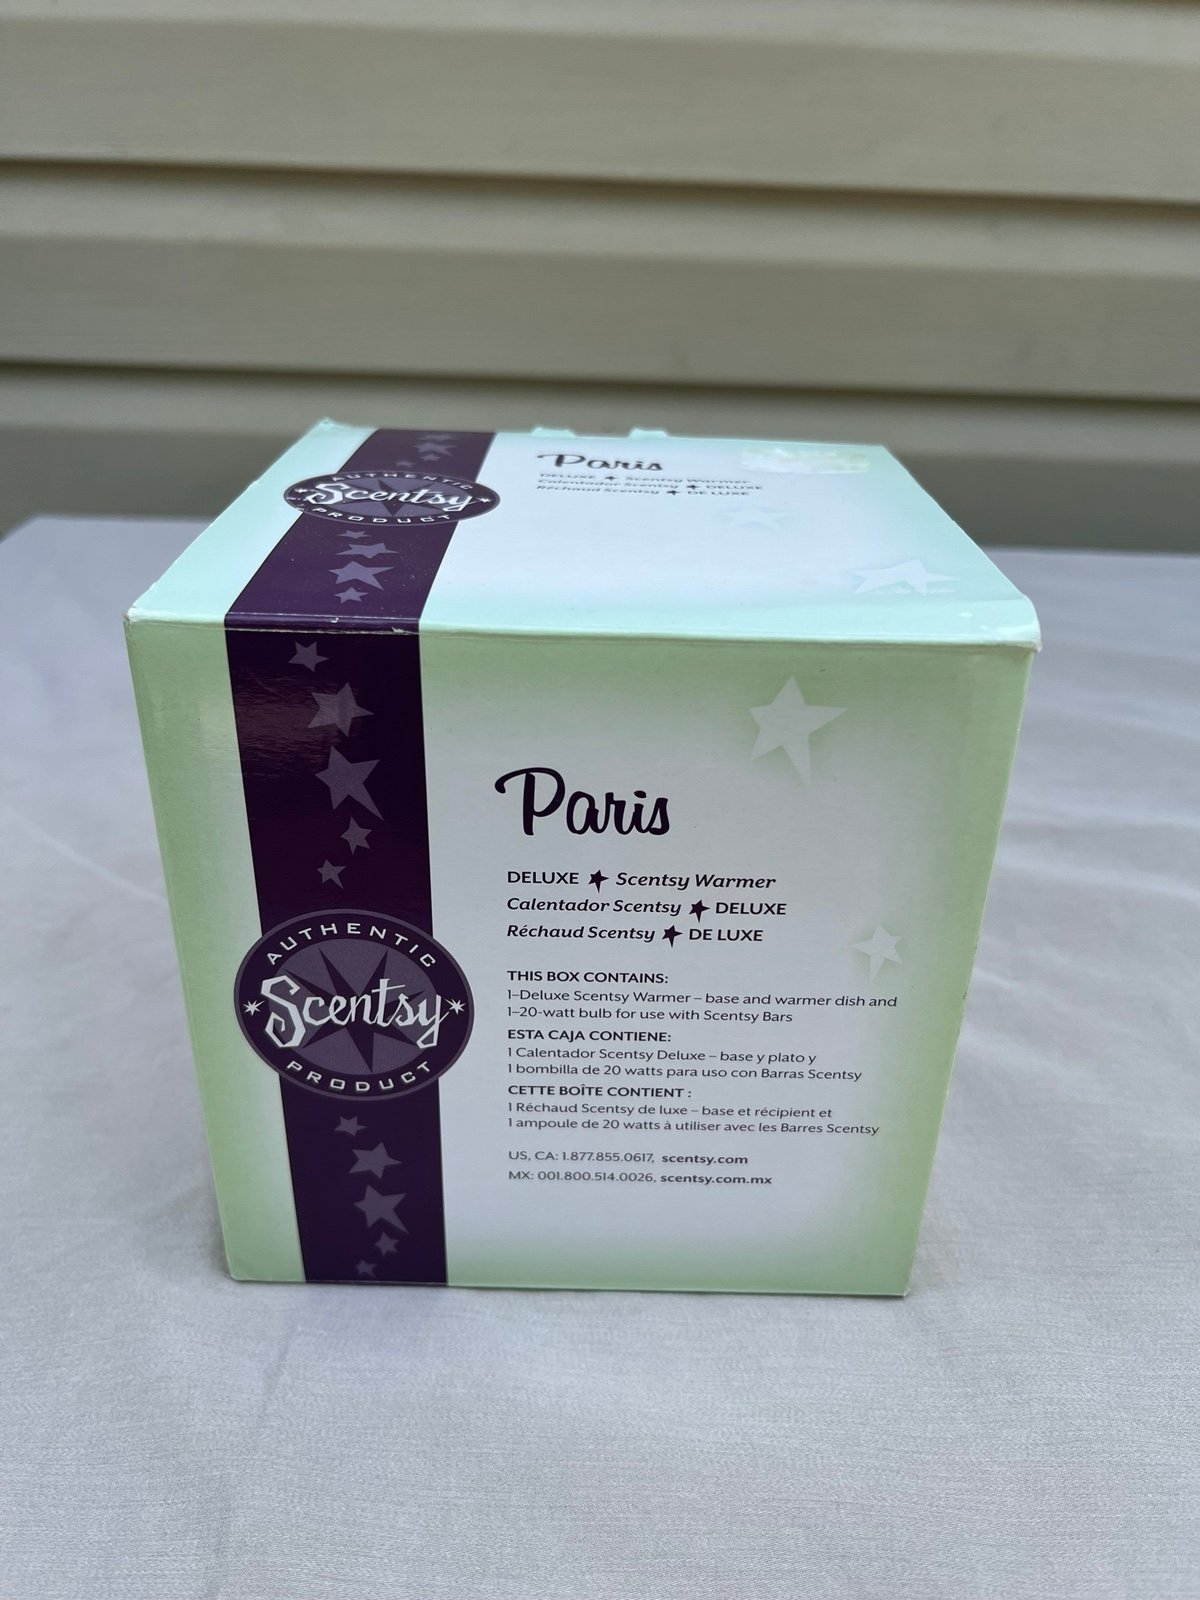 AUTHENTIC
Scentsy
PRODUCT
Paris
DELUXE Scentsy Warmer
Calentador Scentsy DELUXE
Réchaud Scentsy DE LUXE
Paris
DELUXE Scentsy Warmer
Calentador Scentsy DELUXE
Réchaud Scentsy DE LUXE
AUTHENTIC
Scentsy
PRODUCT
THIS BOX CONTAINS:
1–Deluxe Scentsy Warmer – base and warmer dish and
1–20-watt bulb for use with Scentsy Bars
ESTA CAJA CONTIENE:
1 Calentador Scentsy Deluxe – base y plato y
1 bombilla de 20 watts para uso con Barras Scentsy
CETTE BOÎTE CONTIENT :
1 Réchaud Scentsy de luxe – base et récipient et
1 ampoule de 20 watts à utiliser avec les Barres Scentsy
US, CA: 1.877.855.0617, scentsy.com
MX: 001.800.514.0026, scentsy.com.mx